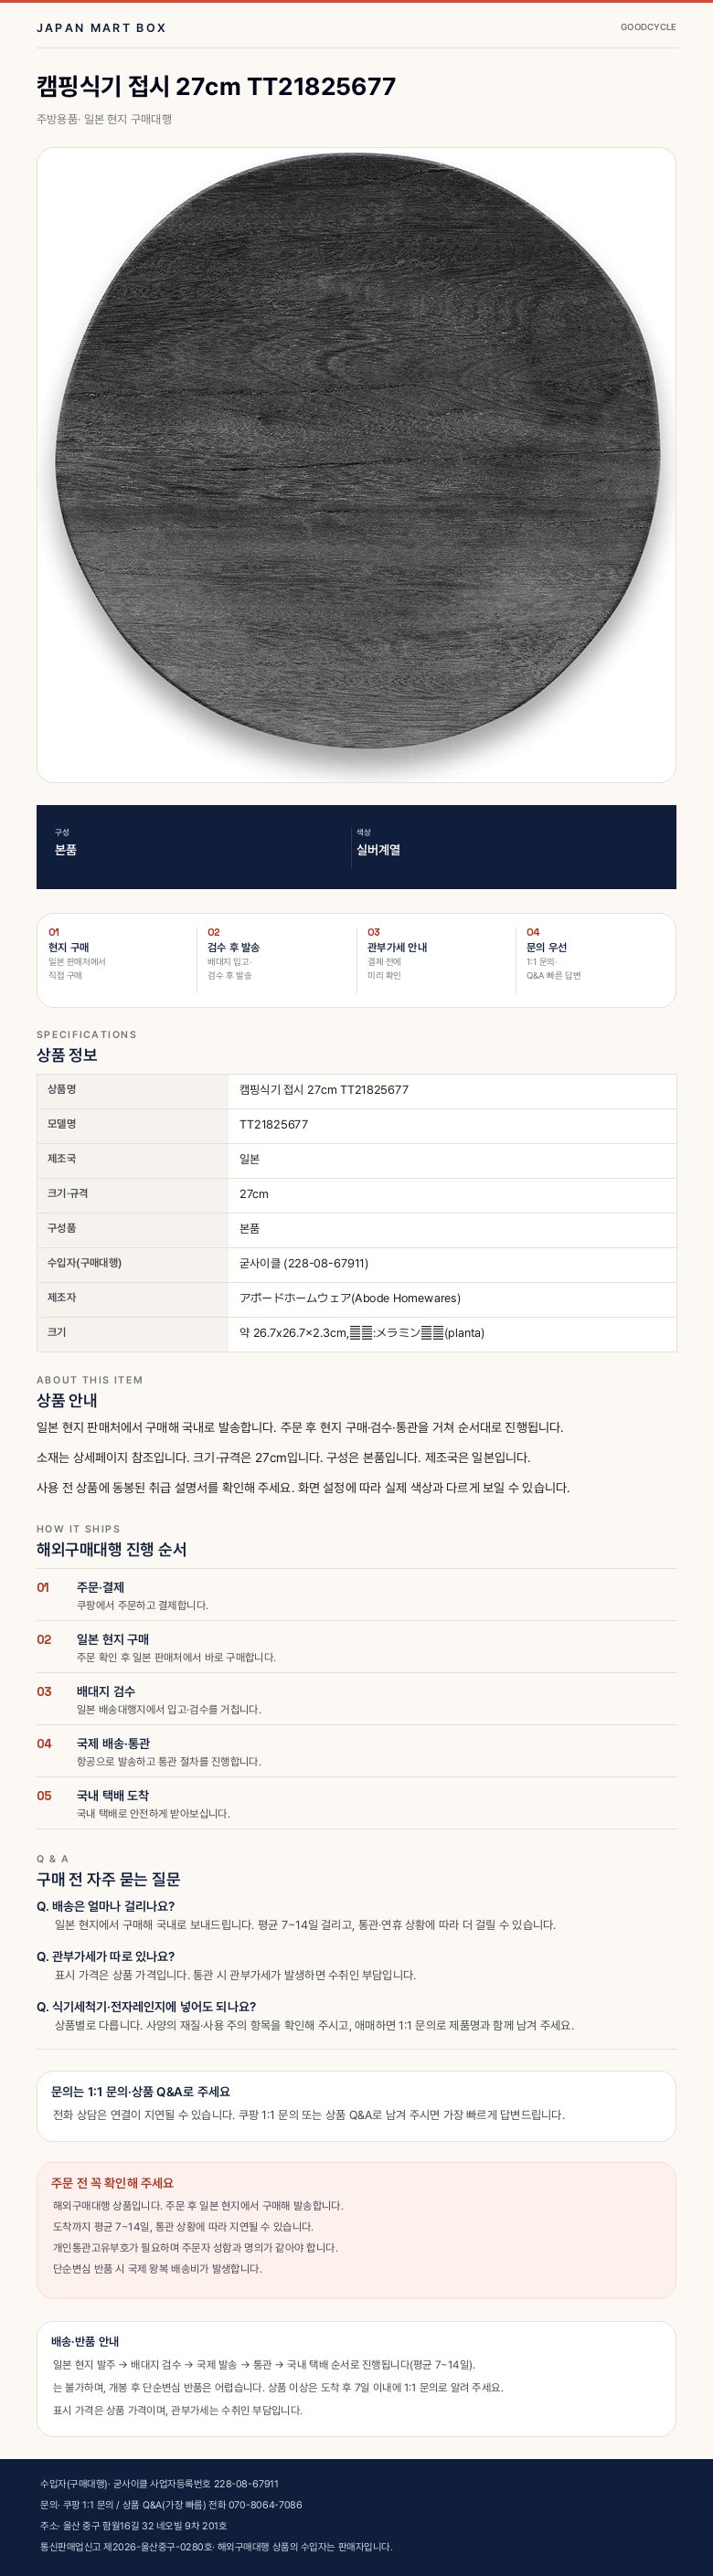 JAPAN MART BOX
GOODCYCLE
캠핑식기 접시 27cm TT21825677
주방용품· 일본 현지 구매대행
구성
본품
색상
실버계열
01
현지 구매
일본 판매처에서
직접 구매
02
검수 후 발송
배대지 입고·
검수 후 발송
03
관부가세 안내
결제 전에
미리 확인
04
문의 우선
1:1 문의·
Q&A 빠른 답변
SPECIFICATIONS
상품 정보
상품명 캠핑식기 접시 27cm TT21825677
모델명 TT21825677
제조국 일본
크기·규격 27cm
구성품 본품
수입자(구매대행) 굳사이클 (228-08-67911)
제조자 アボードホームウェア(Abode Homewares)
크기 약 26.7x26.7×2.3cm, :メラミン (planta)
ABOUT THIS ITEM
상품 안내
일본 현지 판매처에서 구매해 국내로 발송합니다. 주문 후 현지 구매·검수·통관을 거쳐 순서대로 진행됩니다.
소재는 상세페이지 참조입니다. 크기·규격은 27cm입니다. 구성은 본품입니다. 제조국은 일본입니다.
사용 전 상품에 동봉된 취급 설명서를 확인해 주세요. 화면 설정에 따라 실제 색상과 다르게 보일 수 있습니다.
HOW IT SHIPS
해외구매대행 진행 순서
01 주문·결제
쿠팡에서 주문하고 결제합니다.
02 일본 현지 구매
주문 확인 후 일본 판매처에서 바로 구매합니다.
03 배대지 검수
일본 배송대행지에서 입고·검수를 거칩니다.
04 국제 배송·통관
항공으로 발송하고 통관 절차를 진행합니다.
05 국내 택배 도착
국내 택배로 안전하게 받아보십니다.
Q & A
구매 전 자주 묻는 질문
Q. 배송은 얼마나 걸리나요?
일본 현지에서 구매해 국내로 보내드립니다. 평균 7~14일 걸리고, 통관·연휴 상황에 따라 더 걸릴 수 있습니다.
Q. 관부가세가 따로 있나요?
표시 가격은 상품 가격입니다. 통관 시 관부가세가 발생하면 수취인 부담입니다.
Q. 식기세척기·전자레인지에 넣어도 되나요?
상품별로 다릅니다. 사양의 재질·사용 주의 항목을 확인해 주시고, 애매하면 1:1 문의로 제품명과 함께 남겨 주세요.
문의는 1:1 문의·상품 Q&A로 주세요
전화 상담은 연결이 지연될 수 있습니다. 쿠팡 1:1 문의 또는 상품 Q&A로 남겨 주시면 가장 빠르게 답변드립니다.
주문 전 꼭 확인해 주세요
해외구매대행 상품입니다. 주문 후 일본 현지에서 구매해 발송합니다.
도착까지 평균 7~14일, 통관 상황에 따라 지연될 수 있습니다.
개인통관고유부호가 필요하며 주문자 성함과 명의가 같아야 합니다.
단순변심 반품 시 국제 왕복 배송비가 발생합니다.
배송·반품 안내
일본 현지 발주 → 배대지 검수 → 국제 발송 → 통관 → 국내 택배 순서로 진행됩니다(평균 7~14일).
는 불가하며, 개봉 후 단순변심 반품은 어렵습니다. 상품 이상은 도착 후 7일 이내에 1:1 문의로 알려 주세요.
표시 가격은 상품 가격이며, 관부가세는 수취인 부담입니다.
수입자(구매대행)· 굳사이클 사업자등록번호 228-08-67911
문의· 쿠팡 1:1 문의 / 상품 Q&A(가장 빠름) 전화 070-8064-7086
주소· 울산 중구 함월16길 32 네오빌 9차 201호
통신판매업신고 제2026-울산중구-0280호· 해외구매대행 상품의 수입자는 판매자입니다.